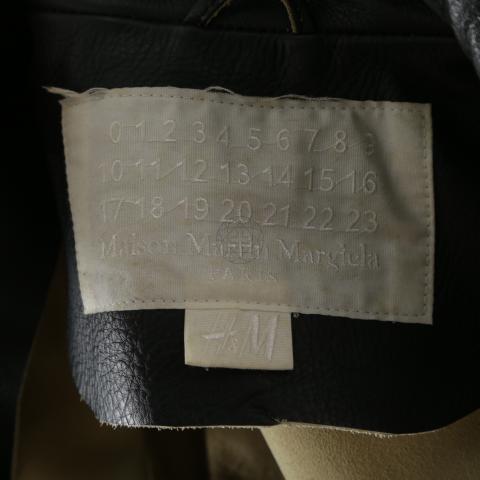 0 1 2 3 4 5 6 7 8 9
10 11 12 13 14 15 16
17 18 19 20 21 22 23
Maison Martin Margiela
PARIS
H&M